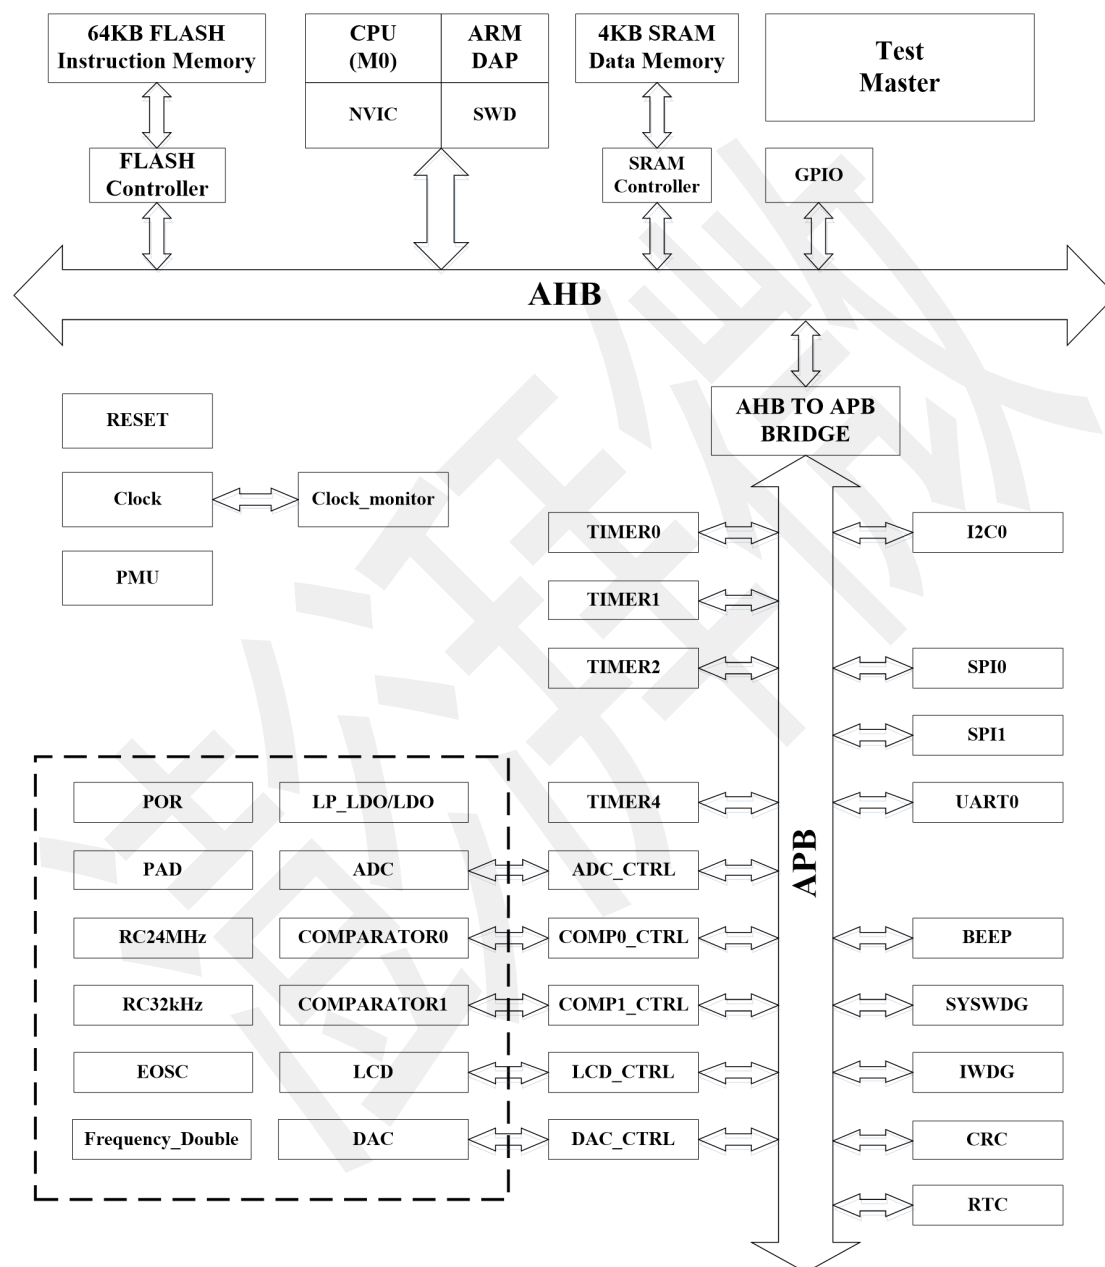 64KB FLASH
Instruction Memory
CPU
(M0)
ARM
DAP
4KB SRAM
Data Memory
Test
Master
NVIC
SWD
FLASH
Controller
SRAM
Controller
GPIO
AHB
RESET
AHB TO APB
BRIDGE
Clock
Clock_monitor
PMU
TIMER0
I2C0
TIMER1
TIMER2
SPI0
SPI1
POR
LP_LDO/LDO
TIMER4
UART0
APB
PAD
ADC
ADC_CTRL
RC24MHz
COMPARATOR0
COMP0_CTRL
BEEP
RC32kHz
COMPARATOR1
COMP1_CTRL
SYSWDG
EOSC
LCD
LCD_CTRL
IWDG
Frequency_Double
DAC
DAC_CTRL
CRC
RTC